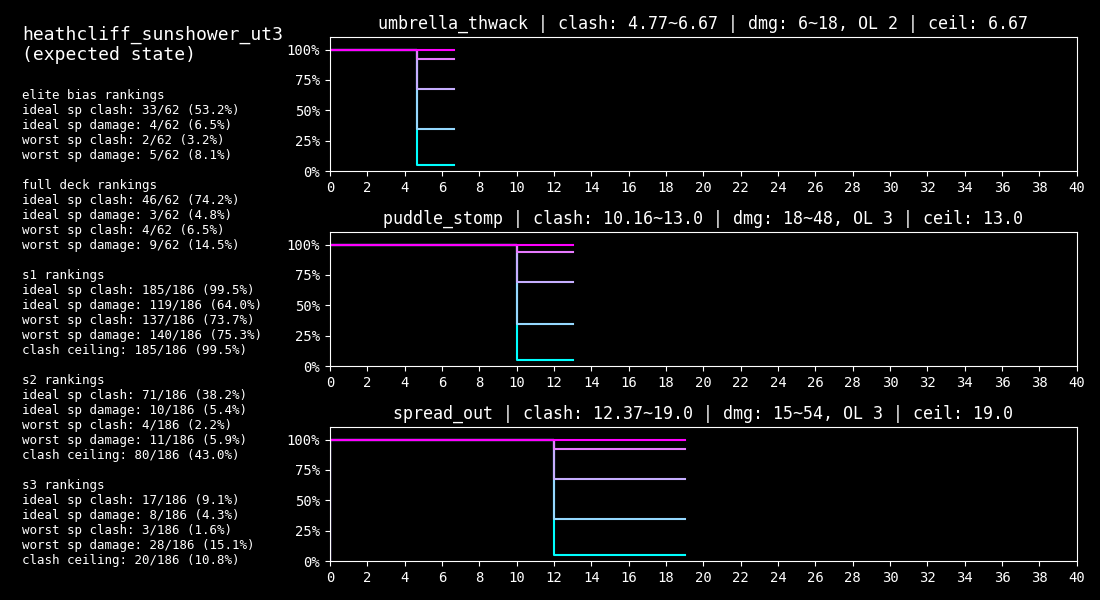 heathcliff_sunshower_ut3
(expected state)
elite bias rankings
ideal sp clash: 33/62 (53.2%)
ideal sp damage: 4/62 (6.5%)
worst sp clash: 2/62 (3.2%)
worst sp damage: 5/62 (8.1%)
full deck rankings
ideal sp clash: 46/62 (74.2%)
ideal sp damage: 3/62 (4.8%)
worst sp clash: 4/62 (6.5%)
worst sp damage: 9/62 (14.5%)
s1 rankings
ideal sp clash: 185/186 (99.5%)
ideal sp damage: 119/186 (64.0%)
worst sp clash: 137/186 (73.7%)
worst sp damage: 140/186 (75.3%)
clash ceiling: 185/186 (99.5%)
s2 rankings
ideal sp clash: 71/186 (38.2%)
ideal sp damage: 10/186 (5.4%)
worst sp clash: 4/186 (2.2%)
worst sp damage: 11/186 (5.9%)
clash ceiling: 80/186 (43.0%)
s3 rankings
ideal sp clash: 17/186 (9.1%)
ideal sp damage: 8/186 (4.3%)
worst sp clash: 3/186 (1.6%)
worst sp damage: 28/186 (15.1%)
clash ceiling: 20/186 (10.8%)
umbrella_thwack | clash: 4.77~6.67 | dmg: 6~18, OL 2 | ceil: 6.67
100%
75%
50%
25%
0%
0 2 4 6 8 10 12 14 16 18 20 22 24 26 28 30 32 34 36 38 40
puddle_stomp | clash: 10.16~13.0 | dmg: 18~48, OL 3 | ceil: 13.0
100%
75%
50%
25%
0%
0 2 4 6 8 10 12 14 16 18 20 22 24 26 28 30 32 34 36 38 40
spread_out | clash: 12.37~19.0 | dmg: 15~54, OL 3 | ceil: 19.0
100%
75%
50%
25%
0%
0 2 4 6 8 10 12 14 16 18 20 22 24 26 28 30 32 34 36 38 40